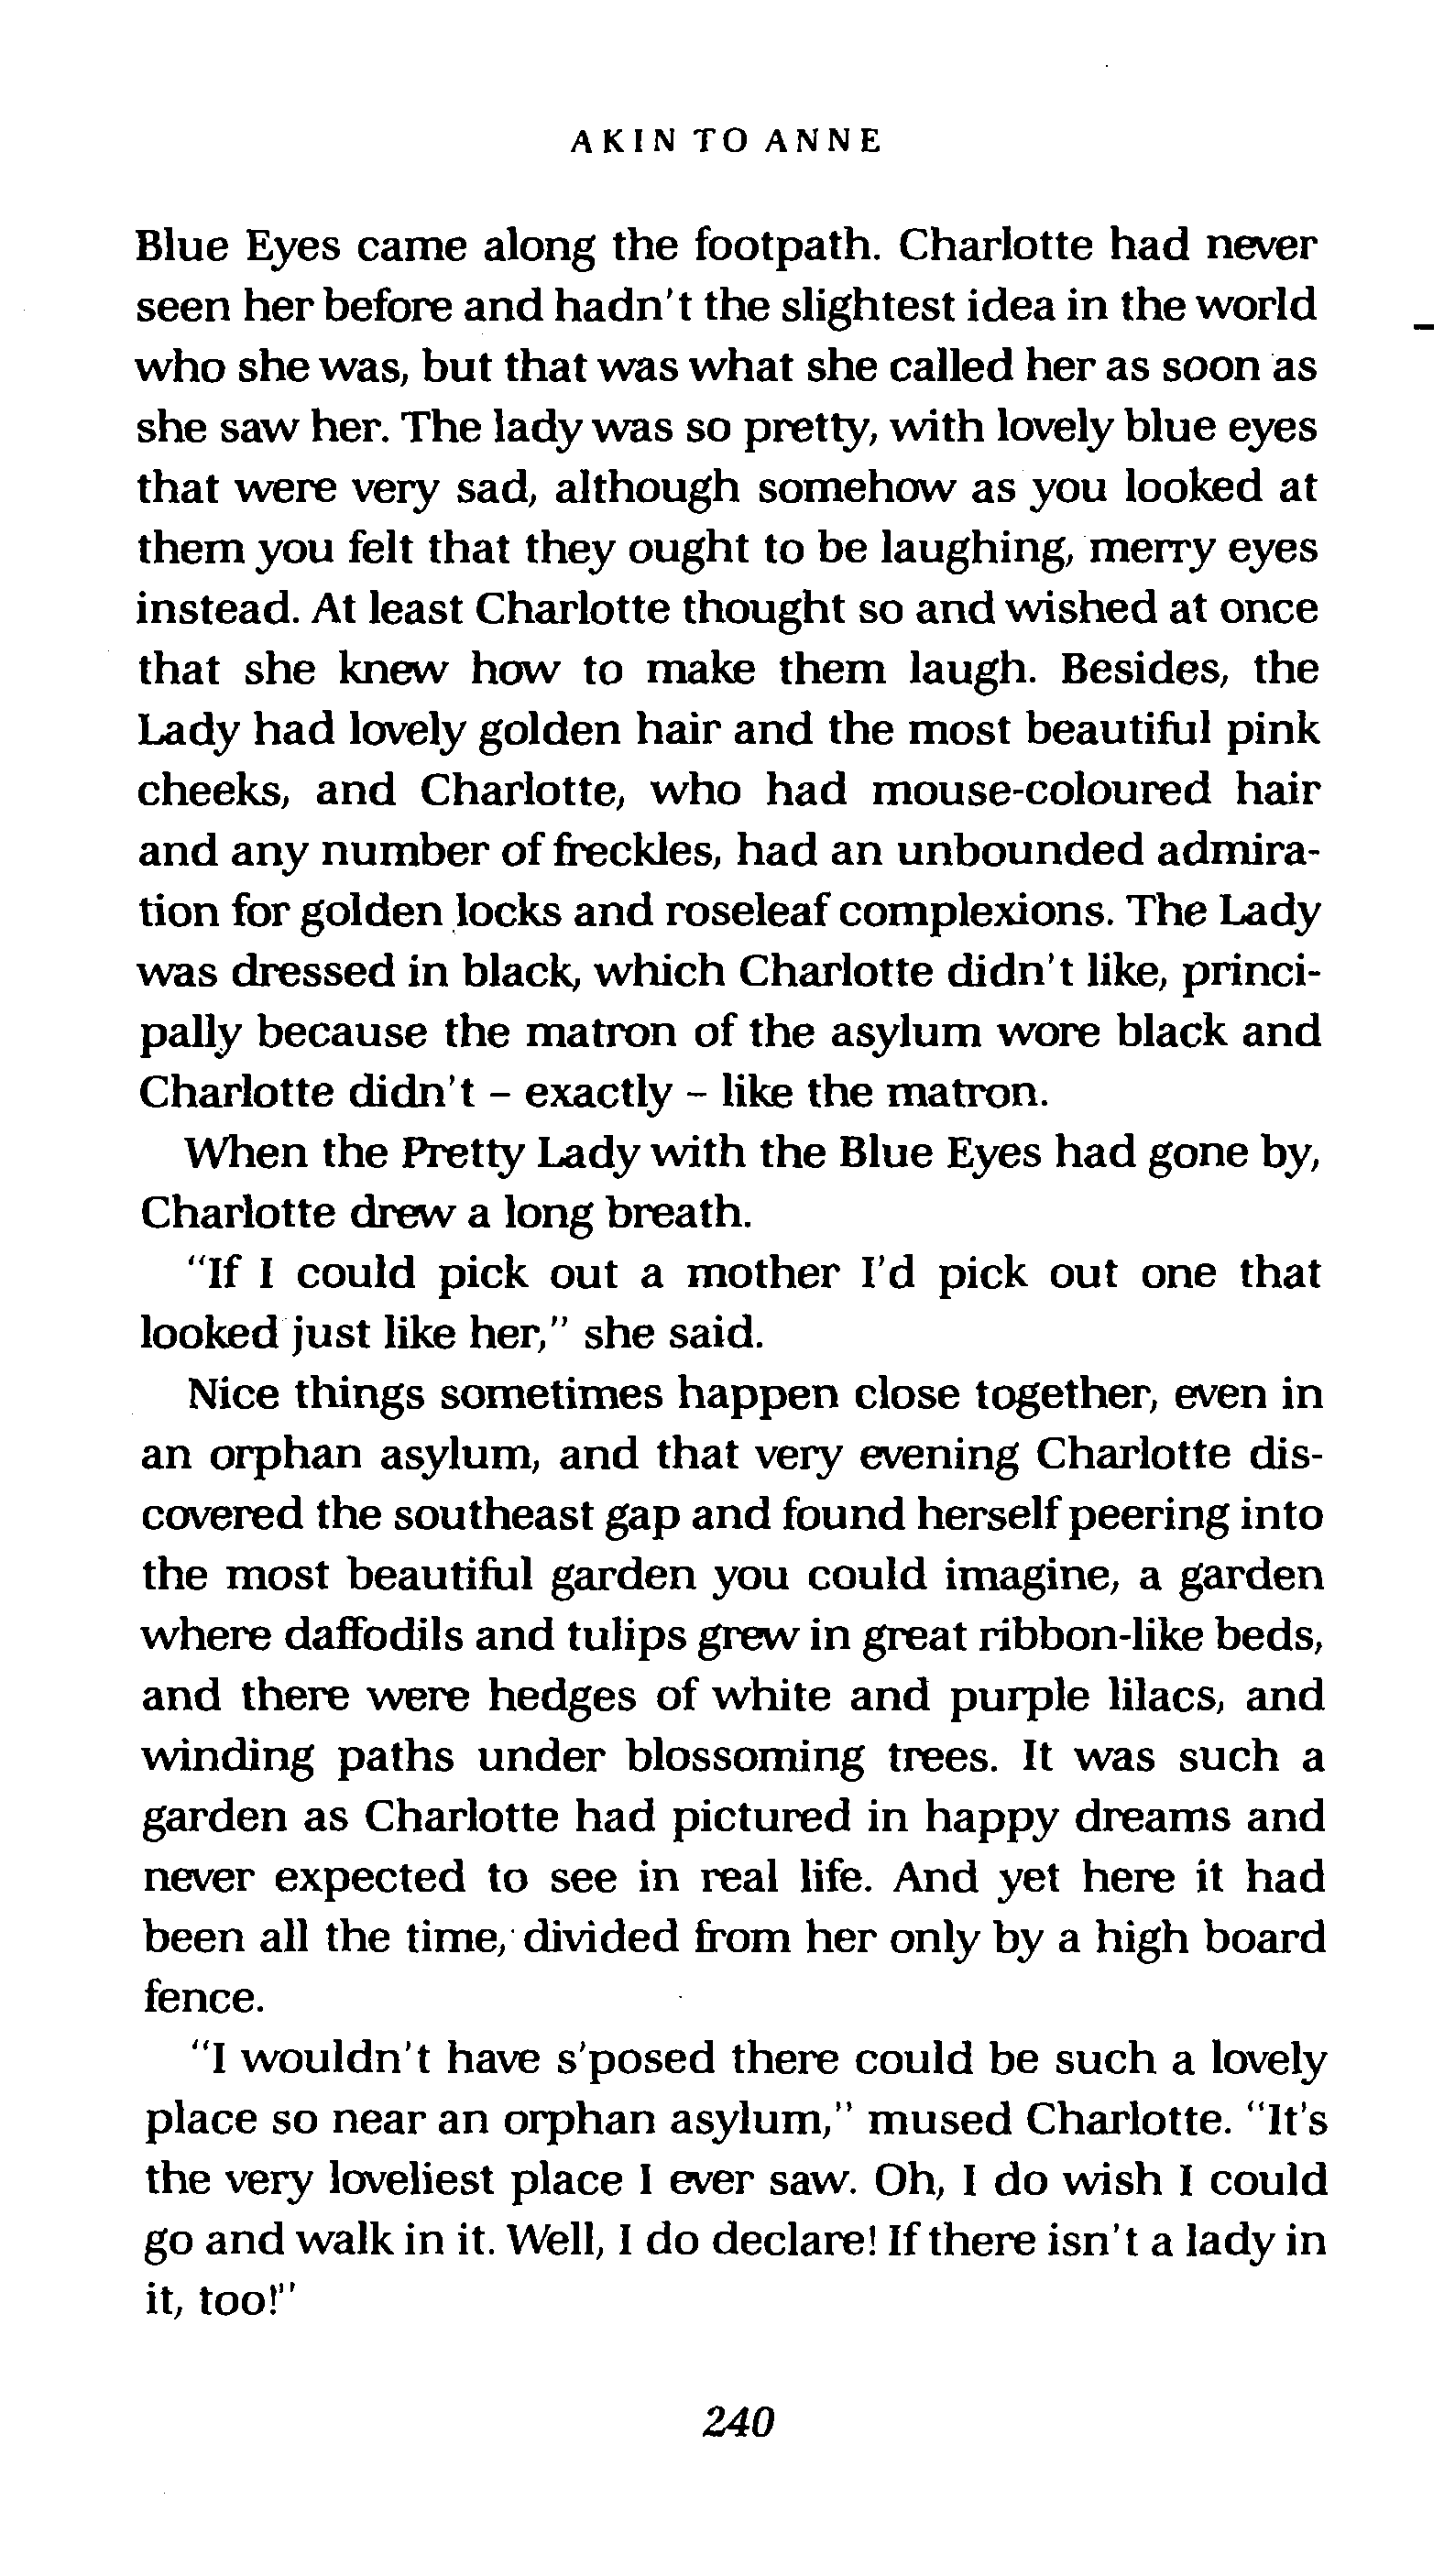 AKIN TO ANNE
Blue Eyes came along the footpath. Charlotte had never
seen her before and hadn't the slightest idea in the world
who she was, but that was what she called her as soon as
she saw her. The lady was so pretty, with lovely blue eyes
that were very sad, although somehow as you looked at
them you felt that they ought to be laughing, merry eyes
instead. At least Charlotte thought so and wished at once
that she knew how to make them laugh. Besides, the
Lady had lovely golden hair and the most beautiful pink
cheeks, and Charlotte, who had mouse-coloured hair
and any number of freckles, had an unbounded admira-
tion for golden locks and roseleaf complexions. The Lady
was dressed in black, which Charlotte didn't like, princi-
pally because the matron of the asylum wore black and
Charlotte didn't – exactly – like the matron.
When the Pretty Lady with the Blue Eyes had gone by,
Charlotte drew a long breath.
"If I could pick out a mother I'd pick out one that
looked just like her," she said.
Nice things sometimes happen close together, even in
an orphan asylum, and that very evening Charlotte dis-
covered the southeast gap and found herself peering into
the most beautiful garden you could imagine, a garden
where daffodils and tulips grew in great ribbon-like beds,
and there were hedges of white and purple lilacs, and
winding paths under blossoming trees. It was such a
garden as Charlotte had pictured in happy dreams and
never expected to see in real life. And yet here it had
been all the time, divided from her only by a high board
fence.
"I wouldn't have s'posed there could be such a lovely
place so near an orphan asylum," mused Charlotte. "It's
the very loveliest place I ever saw. Oh, I do wish I could
go and walk in it. Well, I do declare! If there isn't a lady in
it, too!"
240